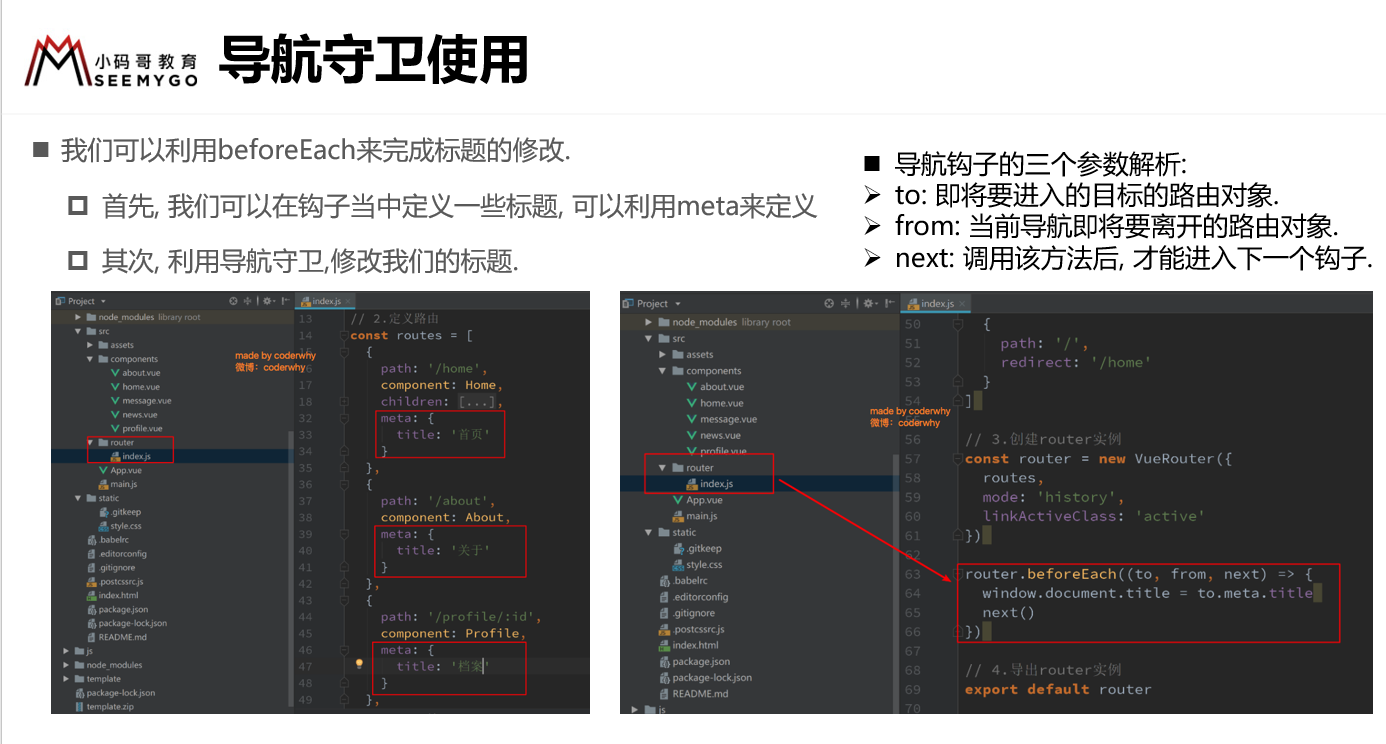 小码哥教育
SEEMYGO
导航守卫使用
我们可以利用beforeEach来完成标题的修改.
首先, 我们可以在钩子当中定义一些标题, 可以利用meta来定义
其次, 利用导航守卫,修改我们的标题.
导航钩子的三个参数解析:
to: 即将要进入的目标的路由对象.
from: 当前导航即将要离开的路由对象.
next: 调用该方法后, 才能进入下一个钩子.
Project
node_modules library root
src
assets
components
about.vue
home.vue
message.vue
news.vue
profile.vue
router
index.js
App.vue
main.js
static
.gitkeep
style.css
.babelrc
.editorconfig
.gitignore
.postcssrc.js
index.html
package.json
package-lock.json
README.md
js
node_modules
template
package-lock.json
template.zip
made by coderwhy
微博：coderwhy
index.js
13 // 2.定义路由
14 const routes = [
15 {
16 path: '/home',
17 component: Home,
18 children: [...],
32 meta: {
33 title: '首页'
34 }
35 },
36 {
37 path: '/about',
38 component: About,
39 meta: {
40 title: '关于'
41 }
42 },
43 {
44 path: '/profile/:id',
45 component: Profile,
46 meta: {
47 title: '档案'
48 }
49 },
Project
node_modules library root
src
assets
components
about.vue
home.vue
message.vue
news.vue
profile.vue
router
index.js
App.vue
main.js
static
.gitkeep
style.css
.babelrc
.editorconfig
.gitignore
.postcssrc.js
index.html
package.json
package-lock.json
README.md
js
made by coderwhy
微博：coderwhy
index.js
50 {
51 path: '/',
52 redirect: '/home'
53 }
54 ]
56 // 3.创建router实例
57 const router = new VueRouter({
58 routes,
59 mode: 'history',
60 linkActiveClass: 'active'
61 })
62
63 router.beforeEach((to, from, next) => {
64 window.document.title = to.meta.title
65 next()
66 })
67
68 // 4.导出router实例
69 export default router
70